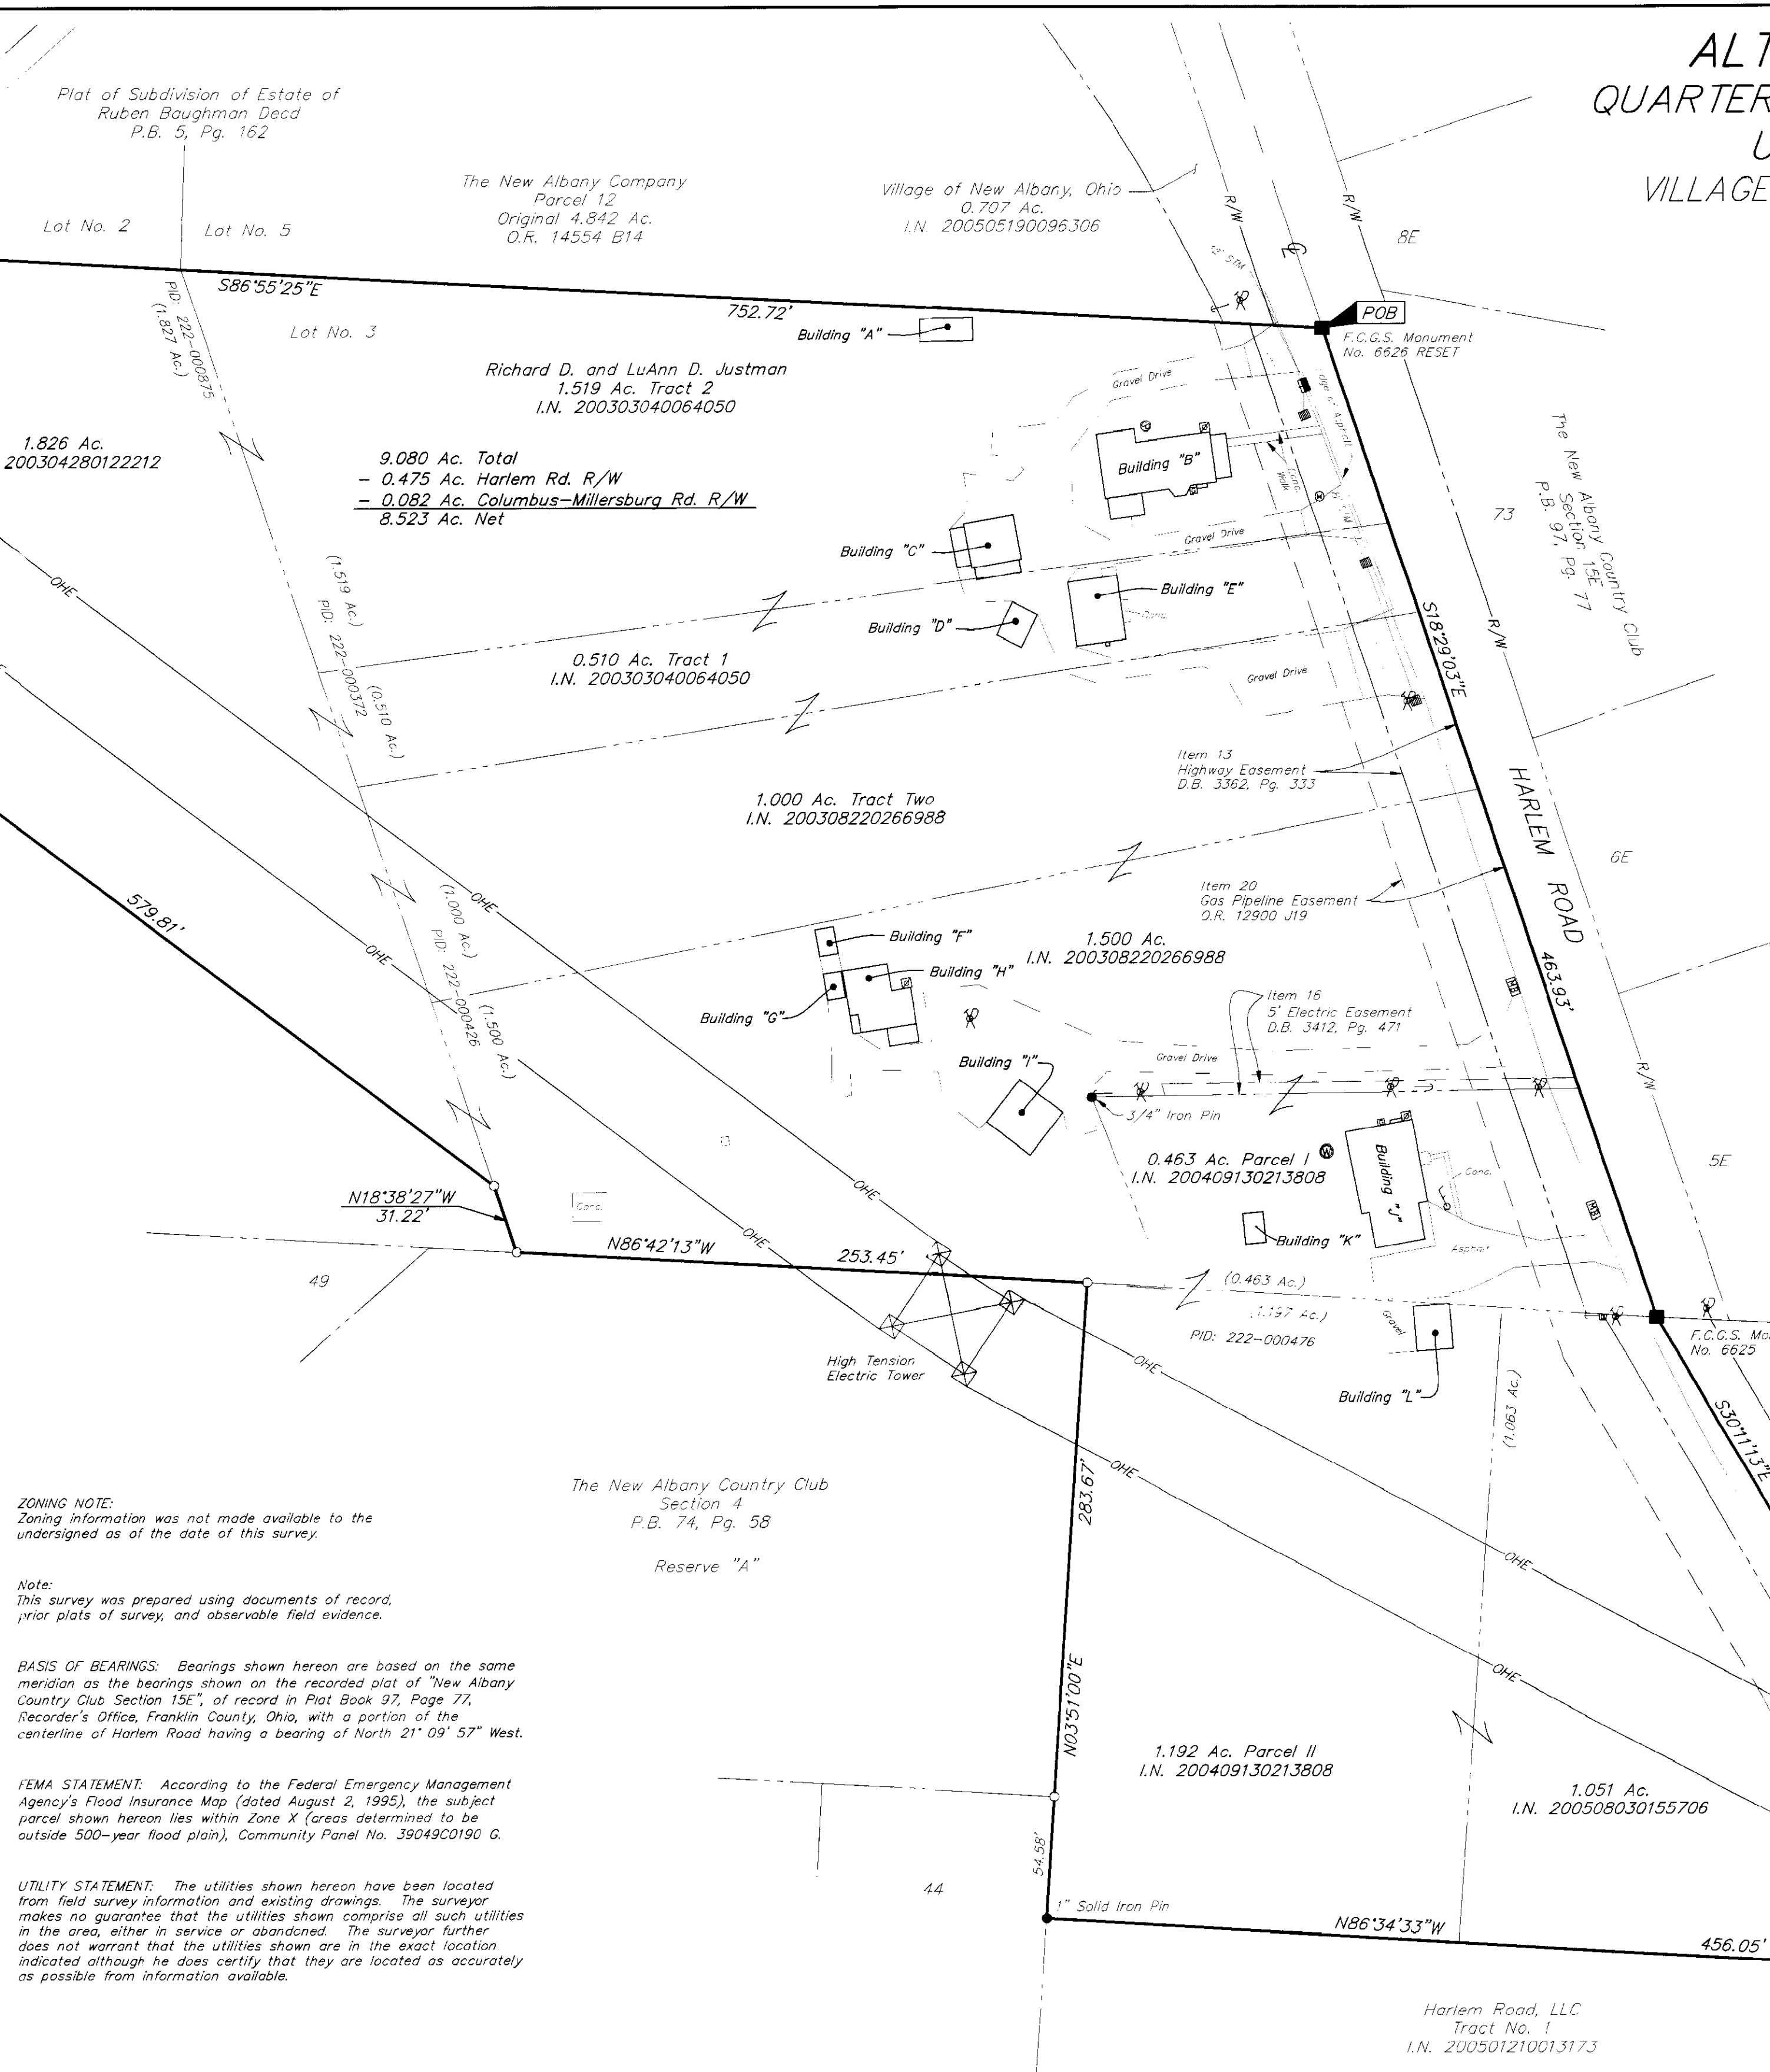 ALT
QUARTER
U
VILLAGE
Plat of Subdivision of Estate of
Ruben Baughman Decd
P.B. 5, Pg. 162
Lot No. 2
Lot No. 5
The New Albany Company
Parcel 12
Original 4.842 Ac.
O.R. 14554 B14
Village of New Albany, Ohio
0.707 Ac.
I.N. 200505190096306
R/W
R/W
8E
12" STM
S86°55'25"E
752.72'
POB
F.C.G.S. Monument
No. 6626 RESET
PID: 222-000875
(1.827 Ac.)
Lot No. 3
Building "A"
Richard D. and LuAnn D. Justman
1.519 Ac. Tract 2
I.N. 200303040064050
Gravel Drive
1.826 Ac.
200304280122212
9.080 Ac. Total
- 0.475 Ac. Harlem Rd. R/W
- 0.082 Ac. Columbus-Millersburg Rd. R/W
8.523 Ac. Net
Building "B"
Conc.
Walk
The New Albany Country Club
Section 15E
P.B. 97, Pg. 77
73
Building "C"
Gravel Drive
OHE
(1.519 Ac.)
PID: 222-000372
(0.510 Ac.)
Building "E"
Conc.
Building "D"
S18°29'03"E
R/W
0.510 Ac. Tract 1
I.N. 200303040064050
Gravel Drive
Item 13
Highway Easement
D.B. 3362, Pg. 333
1.000 Ac. Tract Two
I.N. 200308220266988
HARLEM ROAD
6E
Item 20
Gas Pipeline Easement
O.R. 12900 J19
579.81'
(1.000 Ac.)
PID: 222-000426
(1.500 Ac.)
OHE
OHE
Building "F"
1.500 Ac.
I.N. 200308220266988
Building "H"
Building "G"
463.93'
MB
Item 16
5' Electric Easement
D.B. 3412, Pg. 471
Building "I"
Gravel Drive
R/W
3/4" Iron Pin
0.463 Ac. Parcel I
W
I.N. 200409130213808
Building "J"
Conc.
5E
N18°38'27"W
31.22'
Conc.
OHE
OHE
MB
Building "K"
Asphalt
N86°42'13"W
253.45'
49
(0.463 Ac.)
(1.197 Ac.)
PID: 222-000476
Gravel
F.C.G.S. Mo
No. 6625
High Tension
Electric Tower
OHE
Building "L"
(1.063 Ac.)
S30°11'13"E
OHE
283.67'
The New Albany Country Club
Section 4
P.B. 74, Pg. 58
Reserve "A"
OHE
OHE
ZONING NOTE:
Zoning information was not made available to the
undersigned as of the date of this survey.
Note:
This survey was prepared using documents of record,
prior plats of survey, and observable field evidence.
BASIS OF BEARINGS: Bearings shown hereon are based on the same
meridian as the bearings shown on the recorded plat of "New Albany
Country Club Section 15E", of record in Plat Book 97, Page 77,
Recorder's Office, Franklin County, Ohio, with a portion of the
centerline of Harlem Road having a bearing of North 21° 09' 57" West.
N03°51'00"E
1.192 Ac. Parcel II
I.N. 200409130213808
1.051 Ac.
I.N. 200508030155706
FEMA STATEMENT: According to the Federal Emergency Management
Agency's Flood Insurance Map (dated August 2, 1995), the subject
parcel shown hereon lies within Zone X (areas determined to be
outside 500-year flood plain), Community Panel No. 39049C0190 G.
54.58'
44
1" Solid Iron Pin
N86°34'33"W
456.05'
UTILITY STATEMENT: The utilities shown hereon have been located
from field survey information and existing drawings. The surveyor
makes no guarantee that the utilities shown comprise all such utilities
in the area, either in service or abandoned. The surveyor further
does not warrant that the utilities shown are in the exact location
indicated although he does certify that they are located as accurately
as possible from information available.
Harlem Road, LLC
Tract No. 1
I.N. 200501210013173